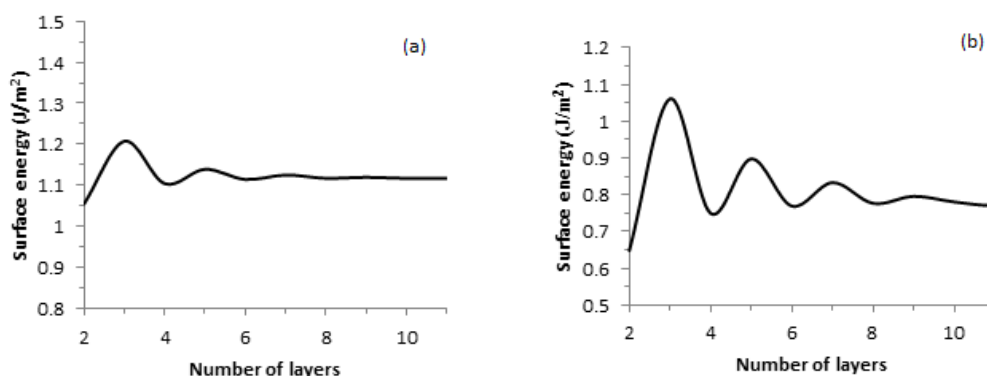 (a)
Surface energy (J/m²)
1.5
1.4
1.3
1.2
1.1
1
0.9
0.8
2 4 6 8 10
Number of layers
(b)
Surface energy (J/m²)
1.2
1.1
1
0.9
0.8
0.7
0.6
0.5
2 4 6 8 10
Number of layers